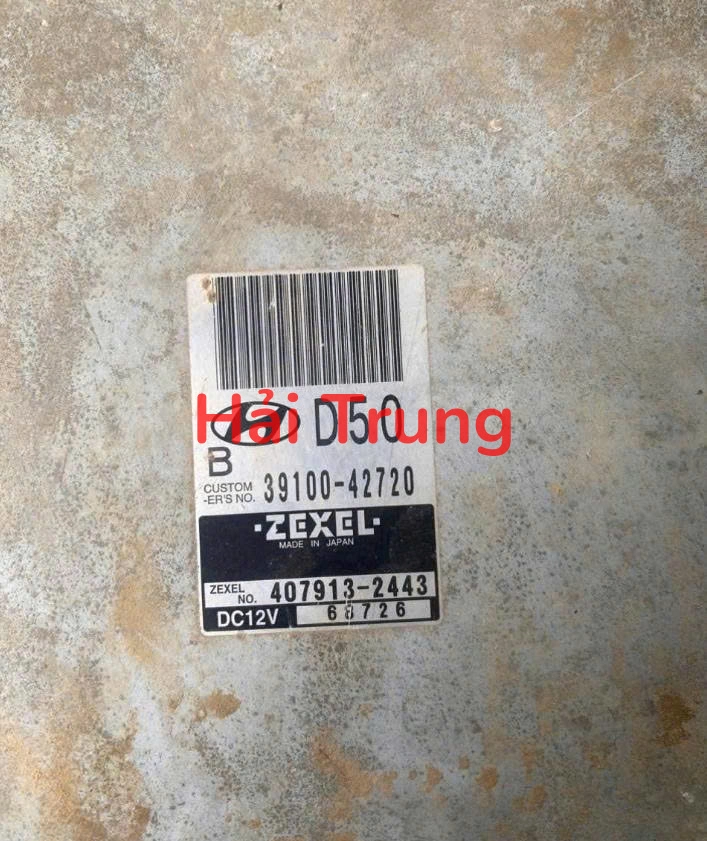 D50
Hải Trung
B
CUSTOM
-ER'S NO. 39100-42720
·ZEXEL·
MADE IN JAPAN
ZEXEL
NO. 407913-2443
DC12V 68726